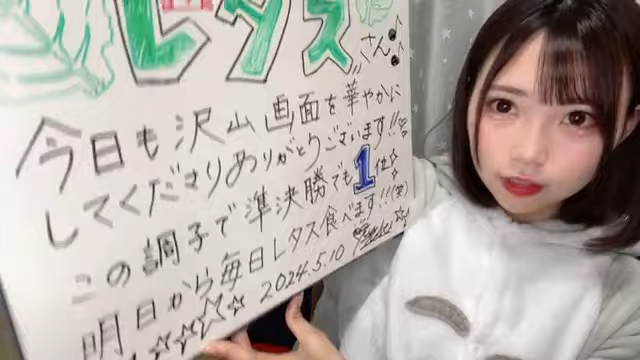 レタス
さん
今日も沢山画面を華やかに
してくださりありがとうございます!!♡
この調子で準決勝でも1位☆
明日から毎日レタス食べます!!(笑)
2024.5.10